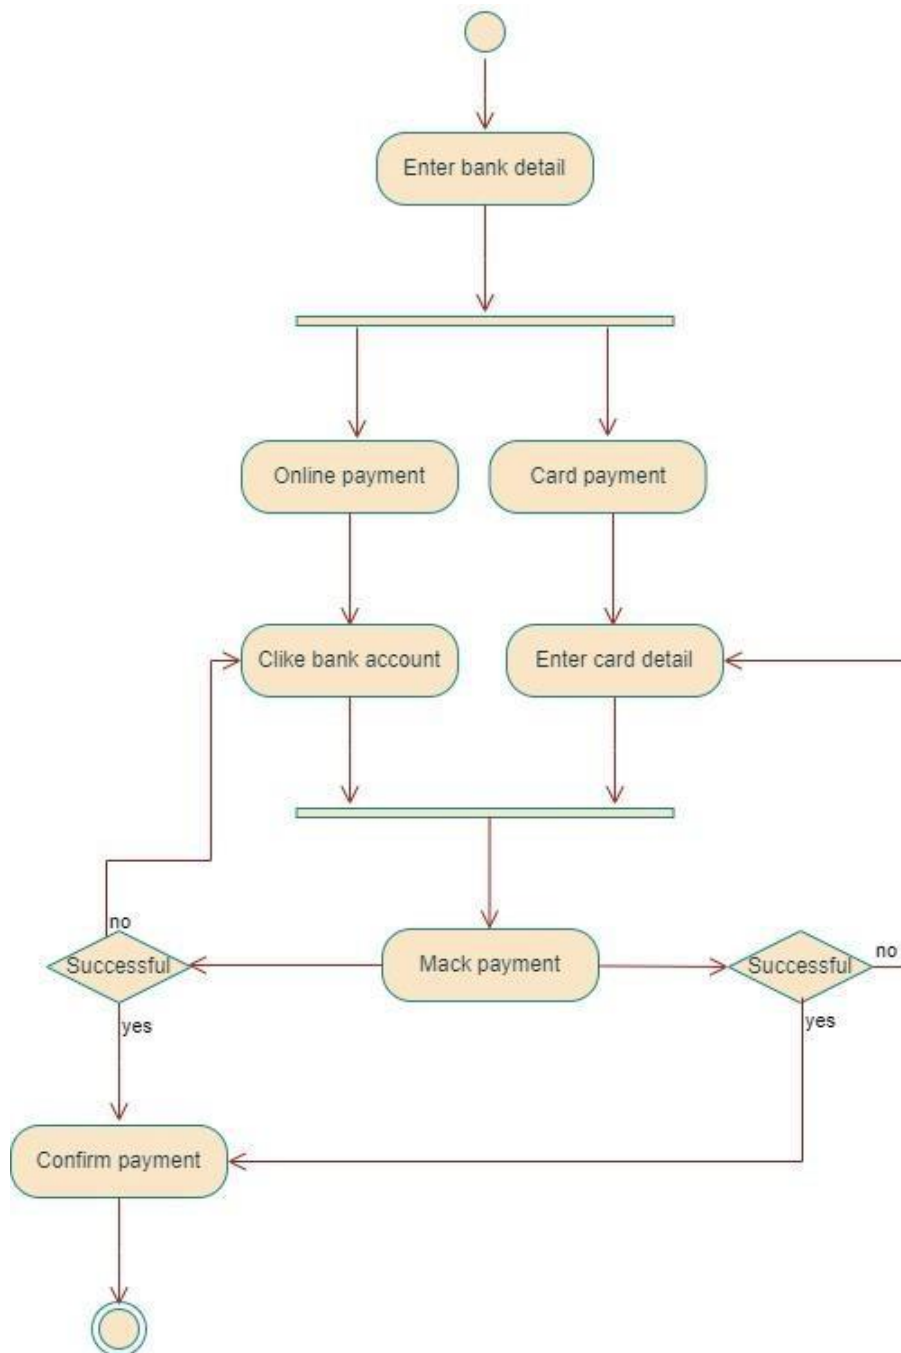 Enter bank detail
Online payment
Card payment
Clike bank account
Enter card detail
no
Successful
Mack payment
Successful
no
yes
yes
Confirm payment